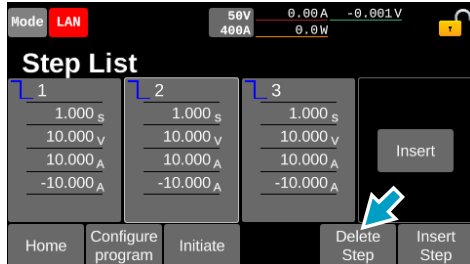 Mode LAN 50V 0.00A -0.001V
400A 0.0W
Step List
1 2 3
1.000 s 1.000 s 1.000 s
10.000 V 10.000 V 10.000 V
10.000 A 10.000 A 10.000 A
-10.000 A -10.000 A -10.000 A
Insert
Home Configure program Initiate Delete Step Insert Step